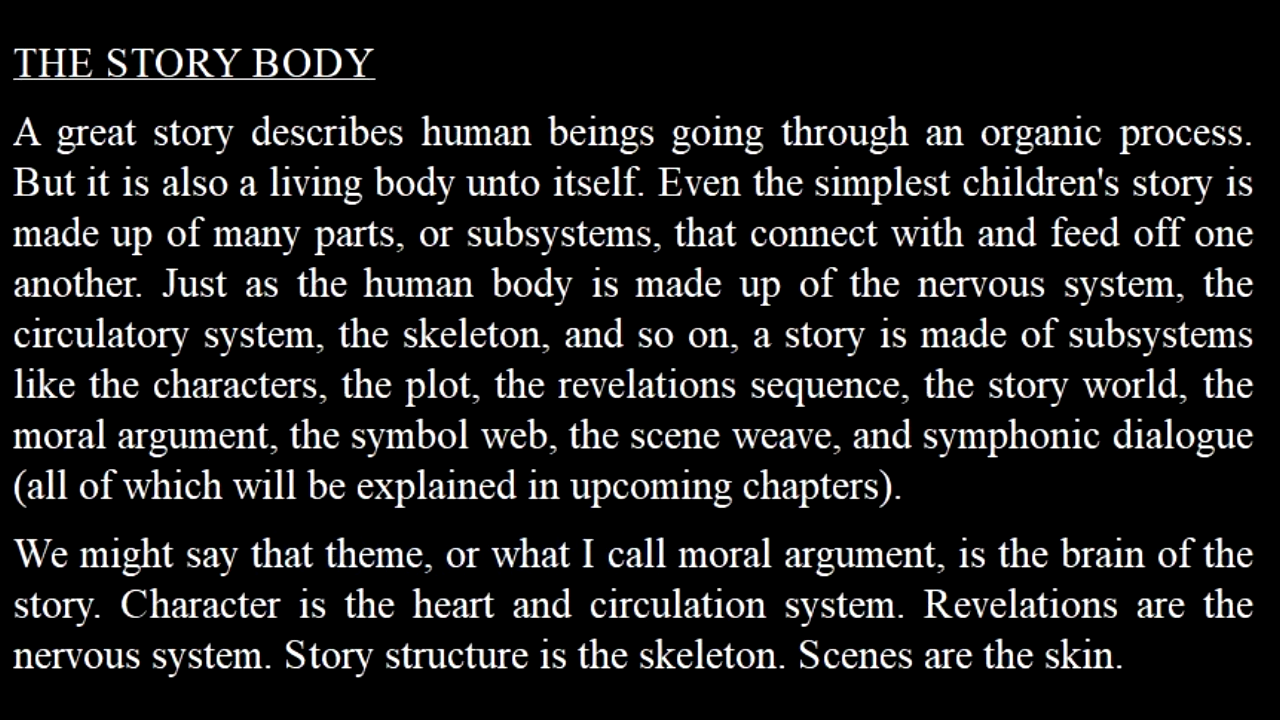 THE STORY BODY
A great story describes human beings going through an organic process.
But it is also a living body unto itself. Even the simplest children's story is
made up of many parts, or subsystems, that connect with and feed off one
another. Just as the human body is made up of the nervous system, the
circulatory system, the skeleton, and so on, a story is made of subsystems
like the characters, the plot, the revelations sequence, the story world, the
moral argument, the symbol web, the scene weave, and symphonic dialogue
(all of which will be explained in upcoming chapters).
We might say that theme, or what I call moral argument, is the brain of the
story. Character is the heart and circulation system. Revelations are the
nervous system. Story structure is the skeleton. Scenes are the skin.